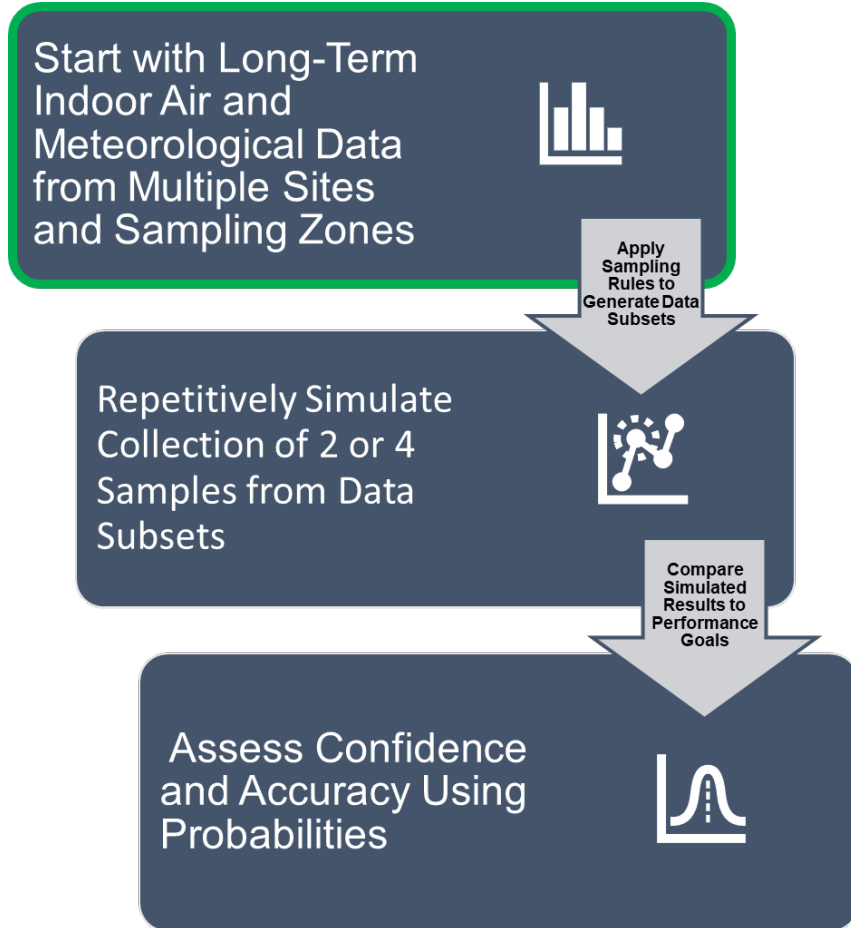 Start with Long-Term
Indoor Air and
Meteorological Data
from Multiple Sites
and Sampling Zones
Apply
Sampling
Rules to
Generate Data
Subsets
Repetitively Simulate
Collection of 2 or 4
Samples from Data
Subsets
Compare
Simulated
Results to
Performance
Goals
Assess Confidence
and Accuracy Using
Probabilities